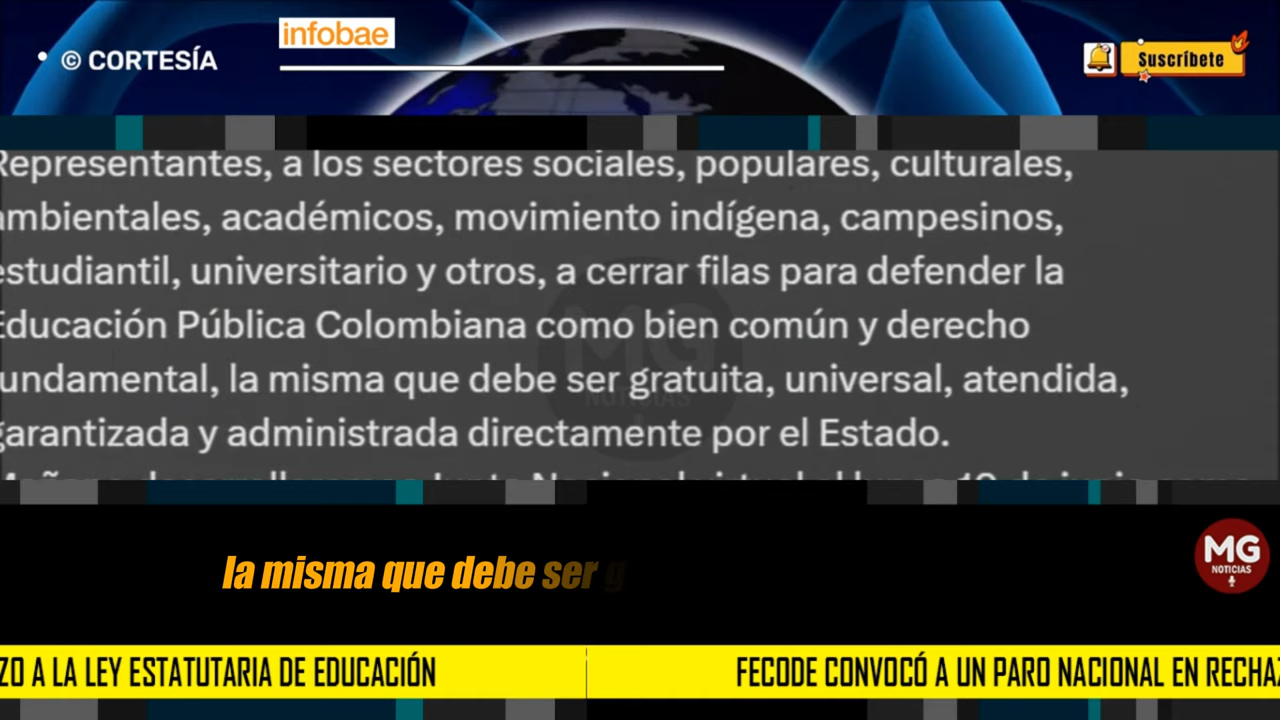 infobae
© CORTESÍA
Suscríbete
Representantes, a los sectores sociales, populares, culturales,
ambientales, académicos, movimiento indígena, campesinos,
estudiantil, universitario y otros, a cerrar filas para defender la
Educación Pública Colombiana como bien común y derecho
fundamental, la misma que debe ser gratuita, universal, atendida,
garantizada y administrada directamente por el Estado.
MG
NOTICIAS
la misma que debe ser g
MG
NOTICIAS
ZO A LA LEY ESTATUTARIA DE EDUCACIÓN
FECODE CONVOCÓ A UN PARO NACIONAL EN RECHAZ